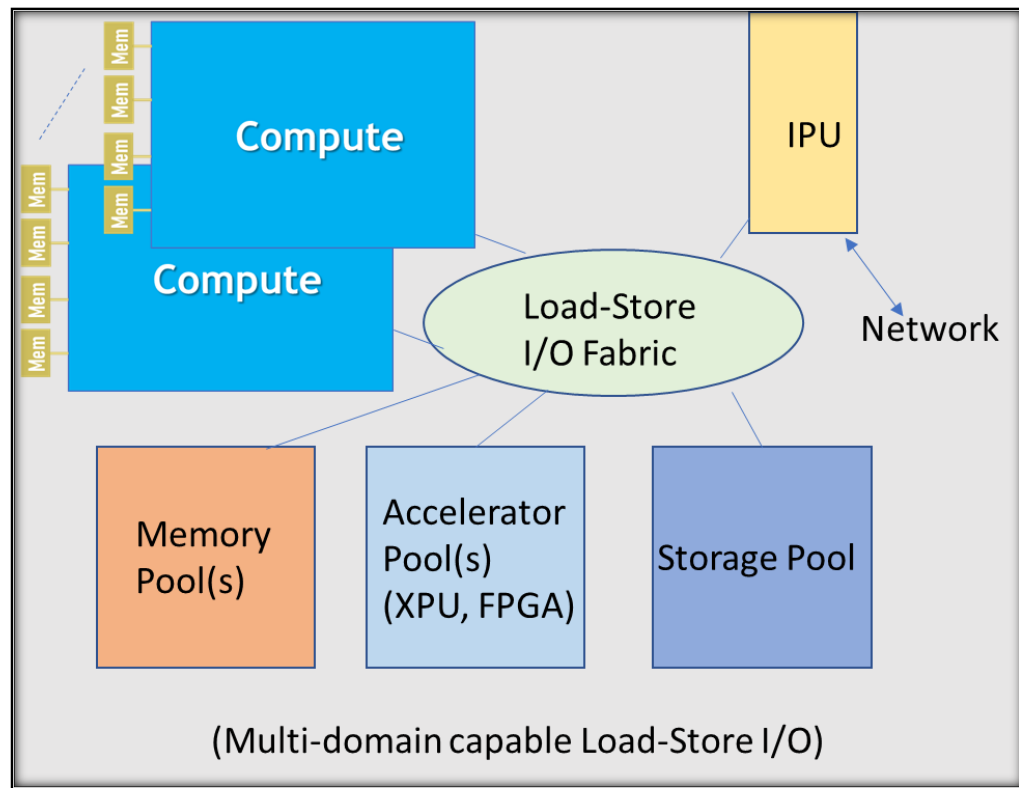 Mem
Mem
Mem
Mem
Compute
Mem
Mem
Mem
Mem
Compute
IPU
Network
Load-Store
I/O Fabric
Memory
Pool(s)
Accelerator
Pool(s)
(XPU, FPGA)
Storage Pool
(Multi-domain capable Load-Store I/O)